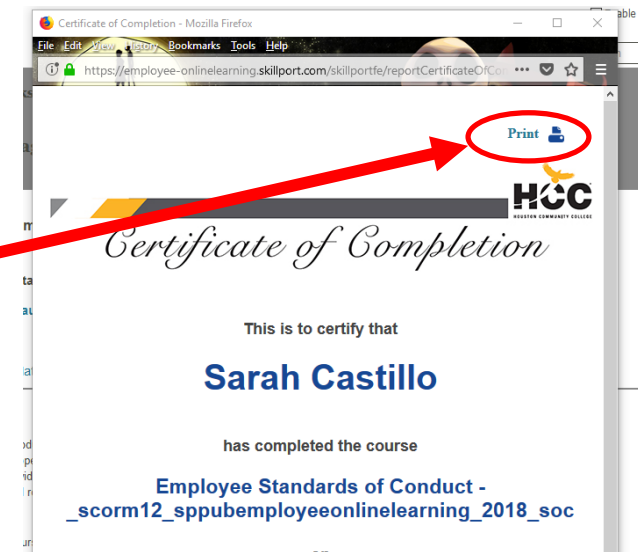 Certificate of Completion - Mozilla Firefox
File Edit View History Bookmarks Tools Help
https://employee-onlinelearning.skillport.com/skillportfe/reportCertificateOfCo
Print
HCC
HOUSTON COMMUNITY COLLEGE
Certificate of Completion
This is to certify that
Sarah Castillo
has completed the course
Employee Standards of Conduct -
_scorm12_sppubemployeeonlinelearning_2018_soc